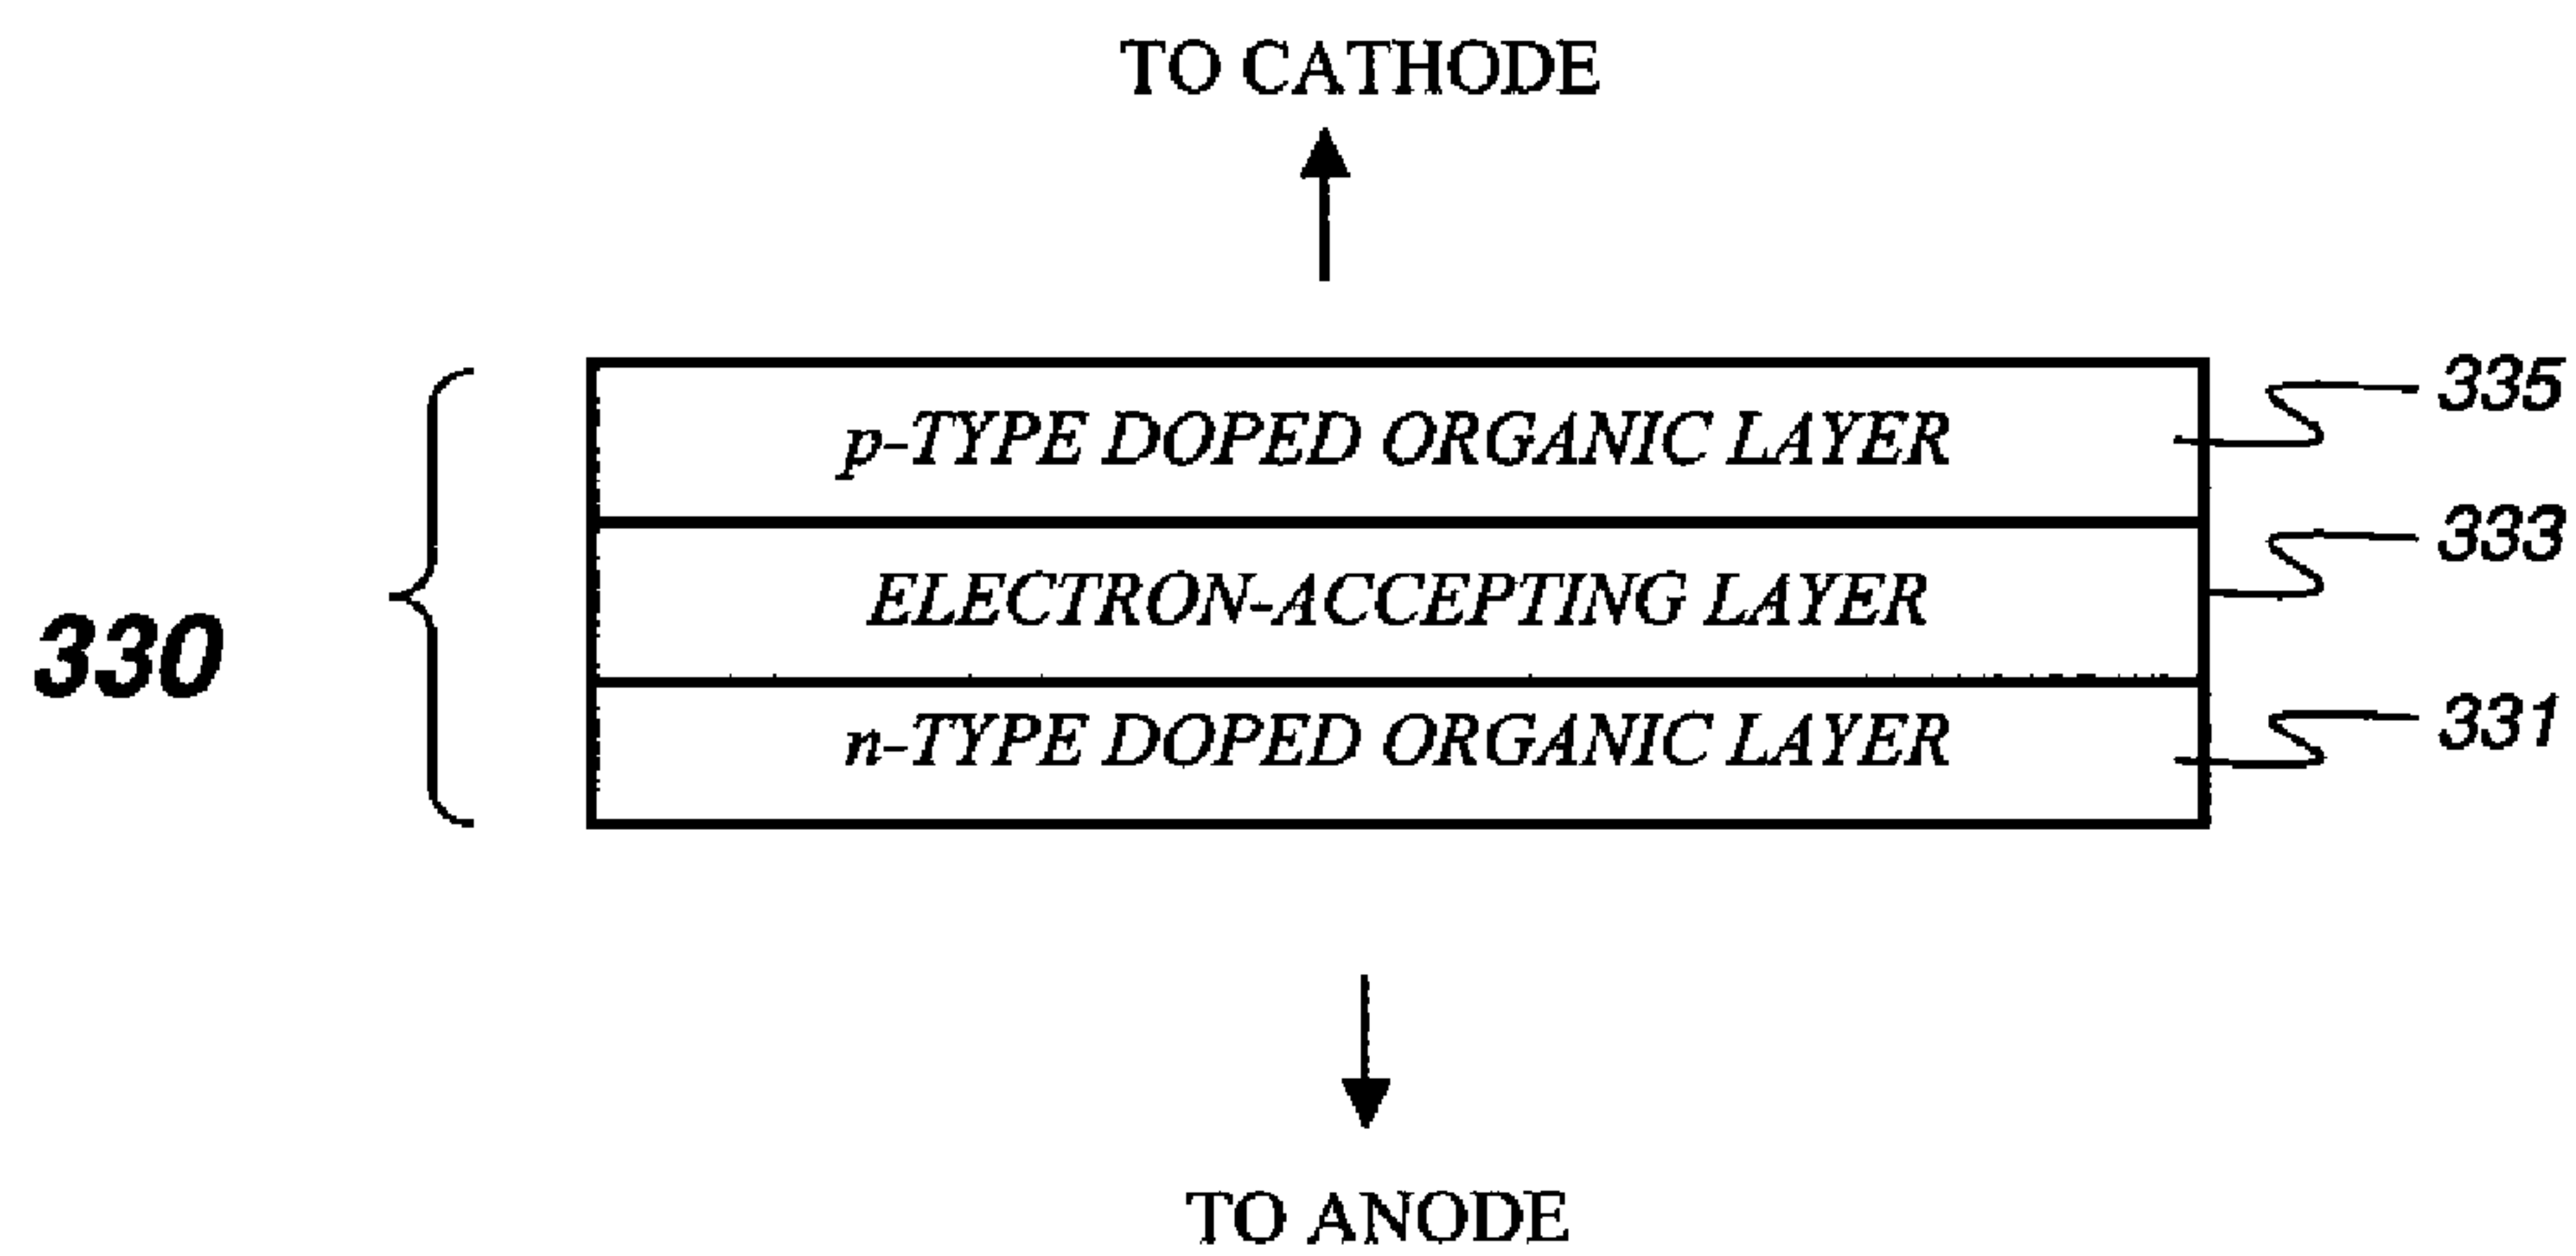 TO CATHODE
p-TYPE DOPED ORGANIC LAYER
335
ELECTRON-ACCEPTING LAYER
333
330
n-TYPE DOPED ORGANIC LAYER
331
TO ANODE